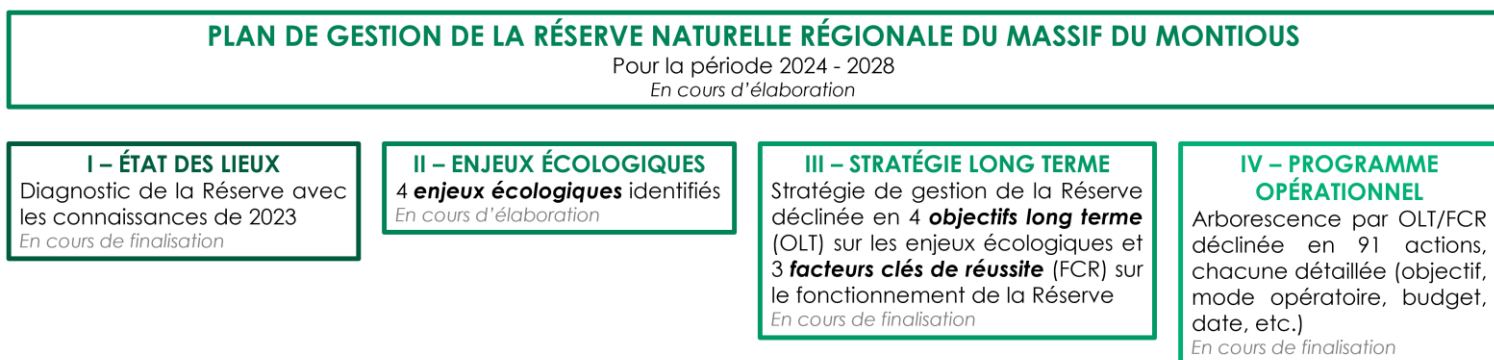 PLAN DE GESTION DE LA RÉSERVE NATURELLE RÉGIONALE DU MASSIF DU MONTIOUS
Pour la période 2024 - 2028
En cours d'élaboration
I – ÉTAT DES LIEUX
Diagnostic de la Réserve avec
les connaissances de 2023
En cours de finalisation
II – ENJEUX ÉCOLOGIQUES
4 enjeux écologiques identifiés
En cours d'élaboration
III – STRATÉGIE LONG TERME
Stratégie de gestion de la Réserve
déclinée en 4 objectifs long terme
(OLT) sur les enjeux écologiques et
3 facteurs clés de réussite (FCR) sur
le fonctionnement de la Réserve
En cours de finalisation
IV – PROGRAMME
OPÉRATIONNEL
Arborescence par OLT/FCR
déclinée en 91 actions,
chacune détaillée (objectif,
mode opératoire, budget,
date, etc.)
En cours de finalisation